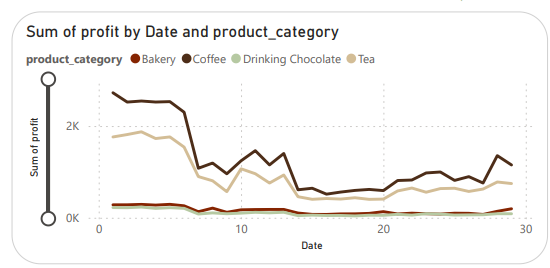 Sum of profit by Date and product_category
product_category Bakery Coffee Drinking Chocolate Tea
Sum of profit
2K
0K
0 10 20 30
Date